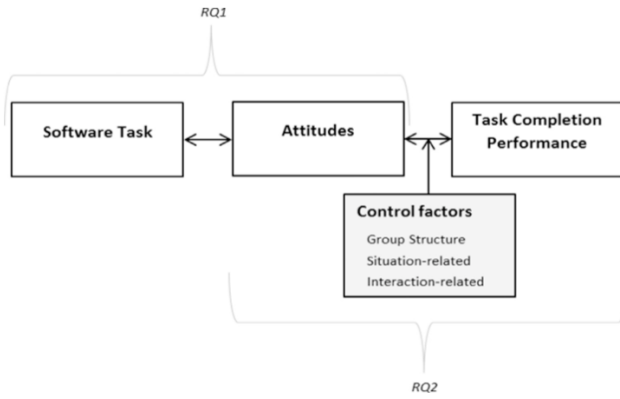 RQ1
Software Task
Attitudes
Task Completion
Performance
Control factors
Group Structure
Situation-related
Interaction-related
RQ2